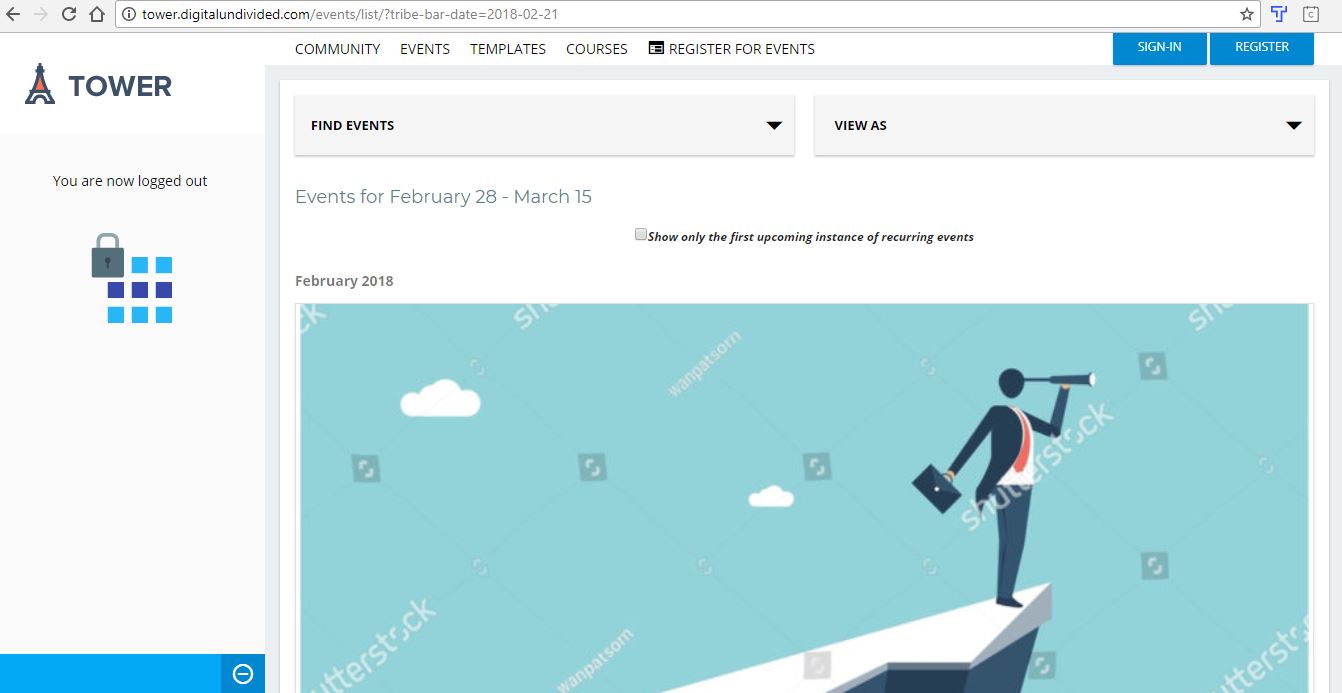 tower.digitalundivided.com/events/list/?tribe-bar-date=2018-02-21
COMMUNITY EVENTS TEMPLATES COURSES REGISTER FOR EVENTS SIGN-IN REGISTER
TOWER
FIND EVENTS VIEW AS
You are now logged out
Events for February 28 - March 15
Show only the first upcoming instance of recurring events
February 2018
wanpatsorn
shutterstock
shutterstock
wanpatsorn
shutterstock